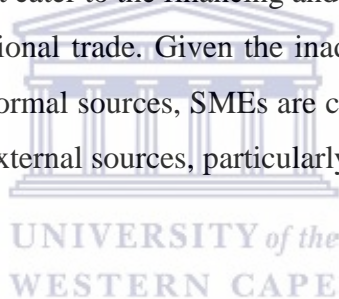 t cater to the financing and
ional trade. Given the inad
ormal sources, SMEs are c
xternal sources, particularly
UNIVERSITY of the
WESTERN CAPE